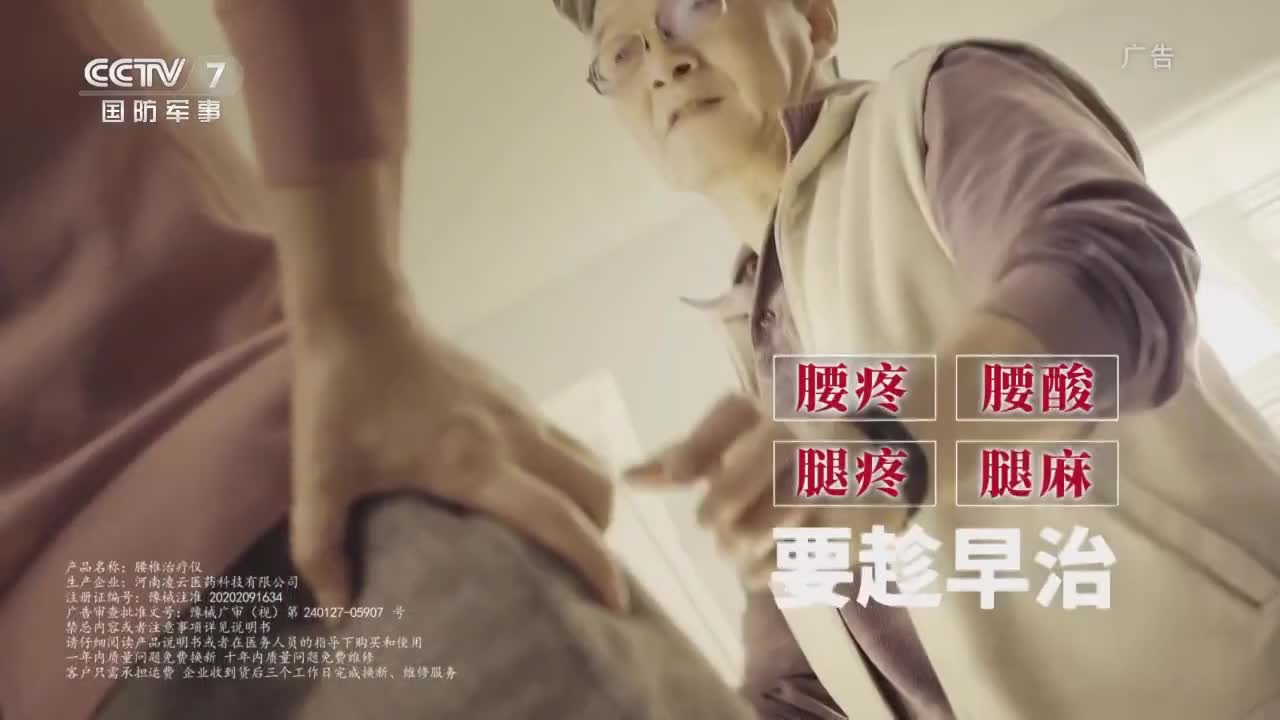 CCTV 7
国防军事
广告
腰疼 腰酸
腿疼 腿麻
要趁早治
产品名称：腰椎治疗仪
生产企业：河南凌云医药科技有限公司
注册证编号：豫械注准 20202091634
广告审查批准文号：豫械广审（视）第 240127-05907 号
禁忌内容或者注意事项详见说明书
请仔细阅读产品说明书或者在医务人员的指导下购买和使用
一年内质量问题免费换新 十年内质量问题免费维修
客户只需承担运费 企业收到货后三个工作日完成换新、维修服务